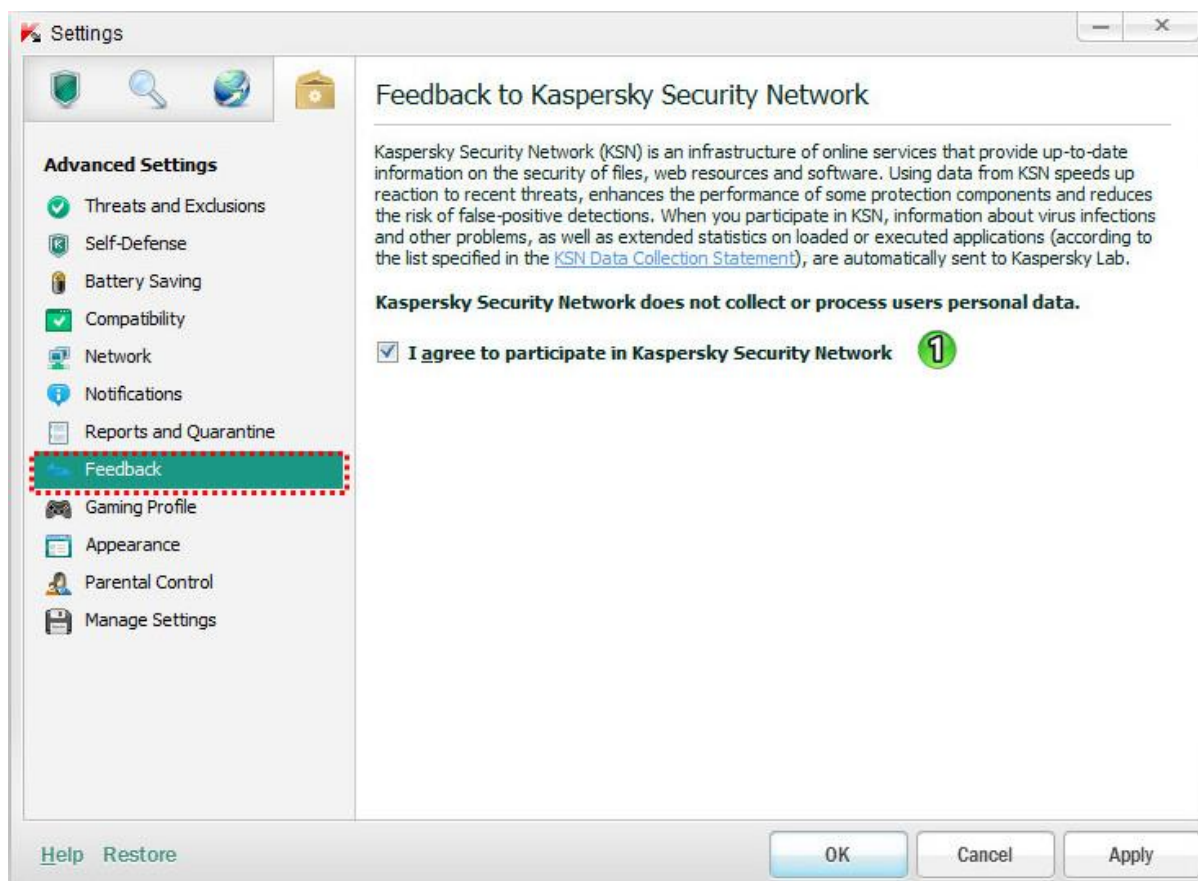 Settings
Advanced Settings
Threats and Exclusions
Self-Defense
Battery Saving
Compatibility
Network
Notifications
Reports and Quarantine
Feedback
Gaming Profile
Appearance
Parental Control
Manage Settings
Feedback to Kaspersky Security Network
Kaspersky Security Network (KSN) is an infrastructure of online services that provide up-to-date
information on the security of files, web resources and software. Using data from KSN speeds up
reaction to recent threats, enhances the performance of some protection components and reduces
the risk of false-positive detections. When you participate in KSN, information about virus infections
and other problems, as well as extended statistics on loaded or executed applications (according to
the list specified in the KSN Data Collection Statement), are automatically sent to Kaspersky Lab.
Kaspersky Security Network does not collect or process users personal data.
I agree to participate in Kaspersky Security Network 1
Help Restore
OK Cancel Apply